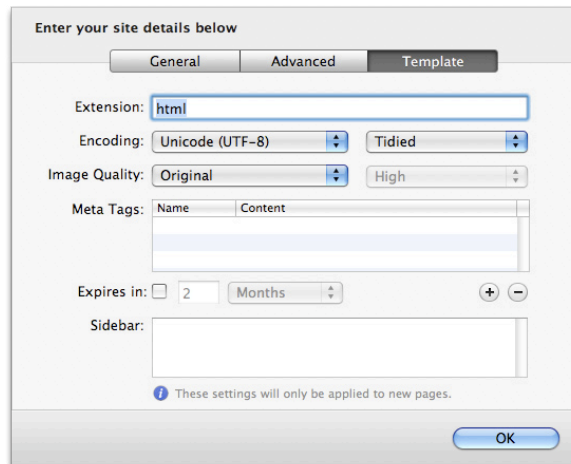 Enter your site details below
General Advanced Template
Extension: html
Encoding: Unicode (UTF-8) Tidied
Image Quality: Original High
Meta Tags: Name Content
Expires in: 2 Months
Sidebar:
These settings will only be applied to new pages.
OK